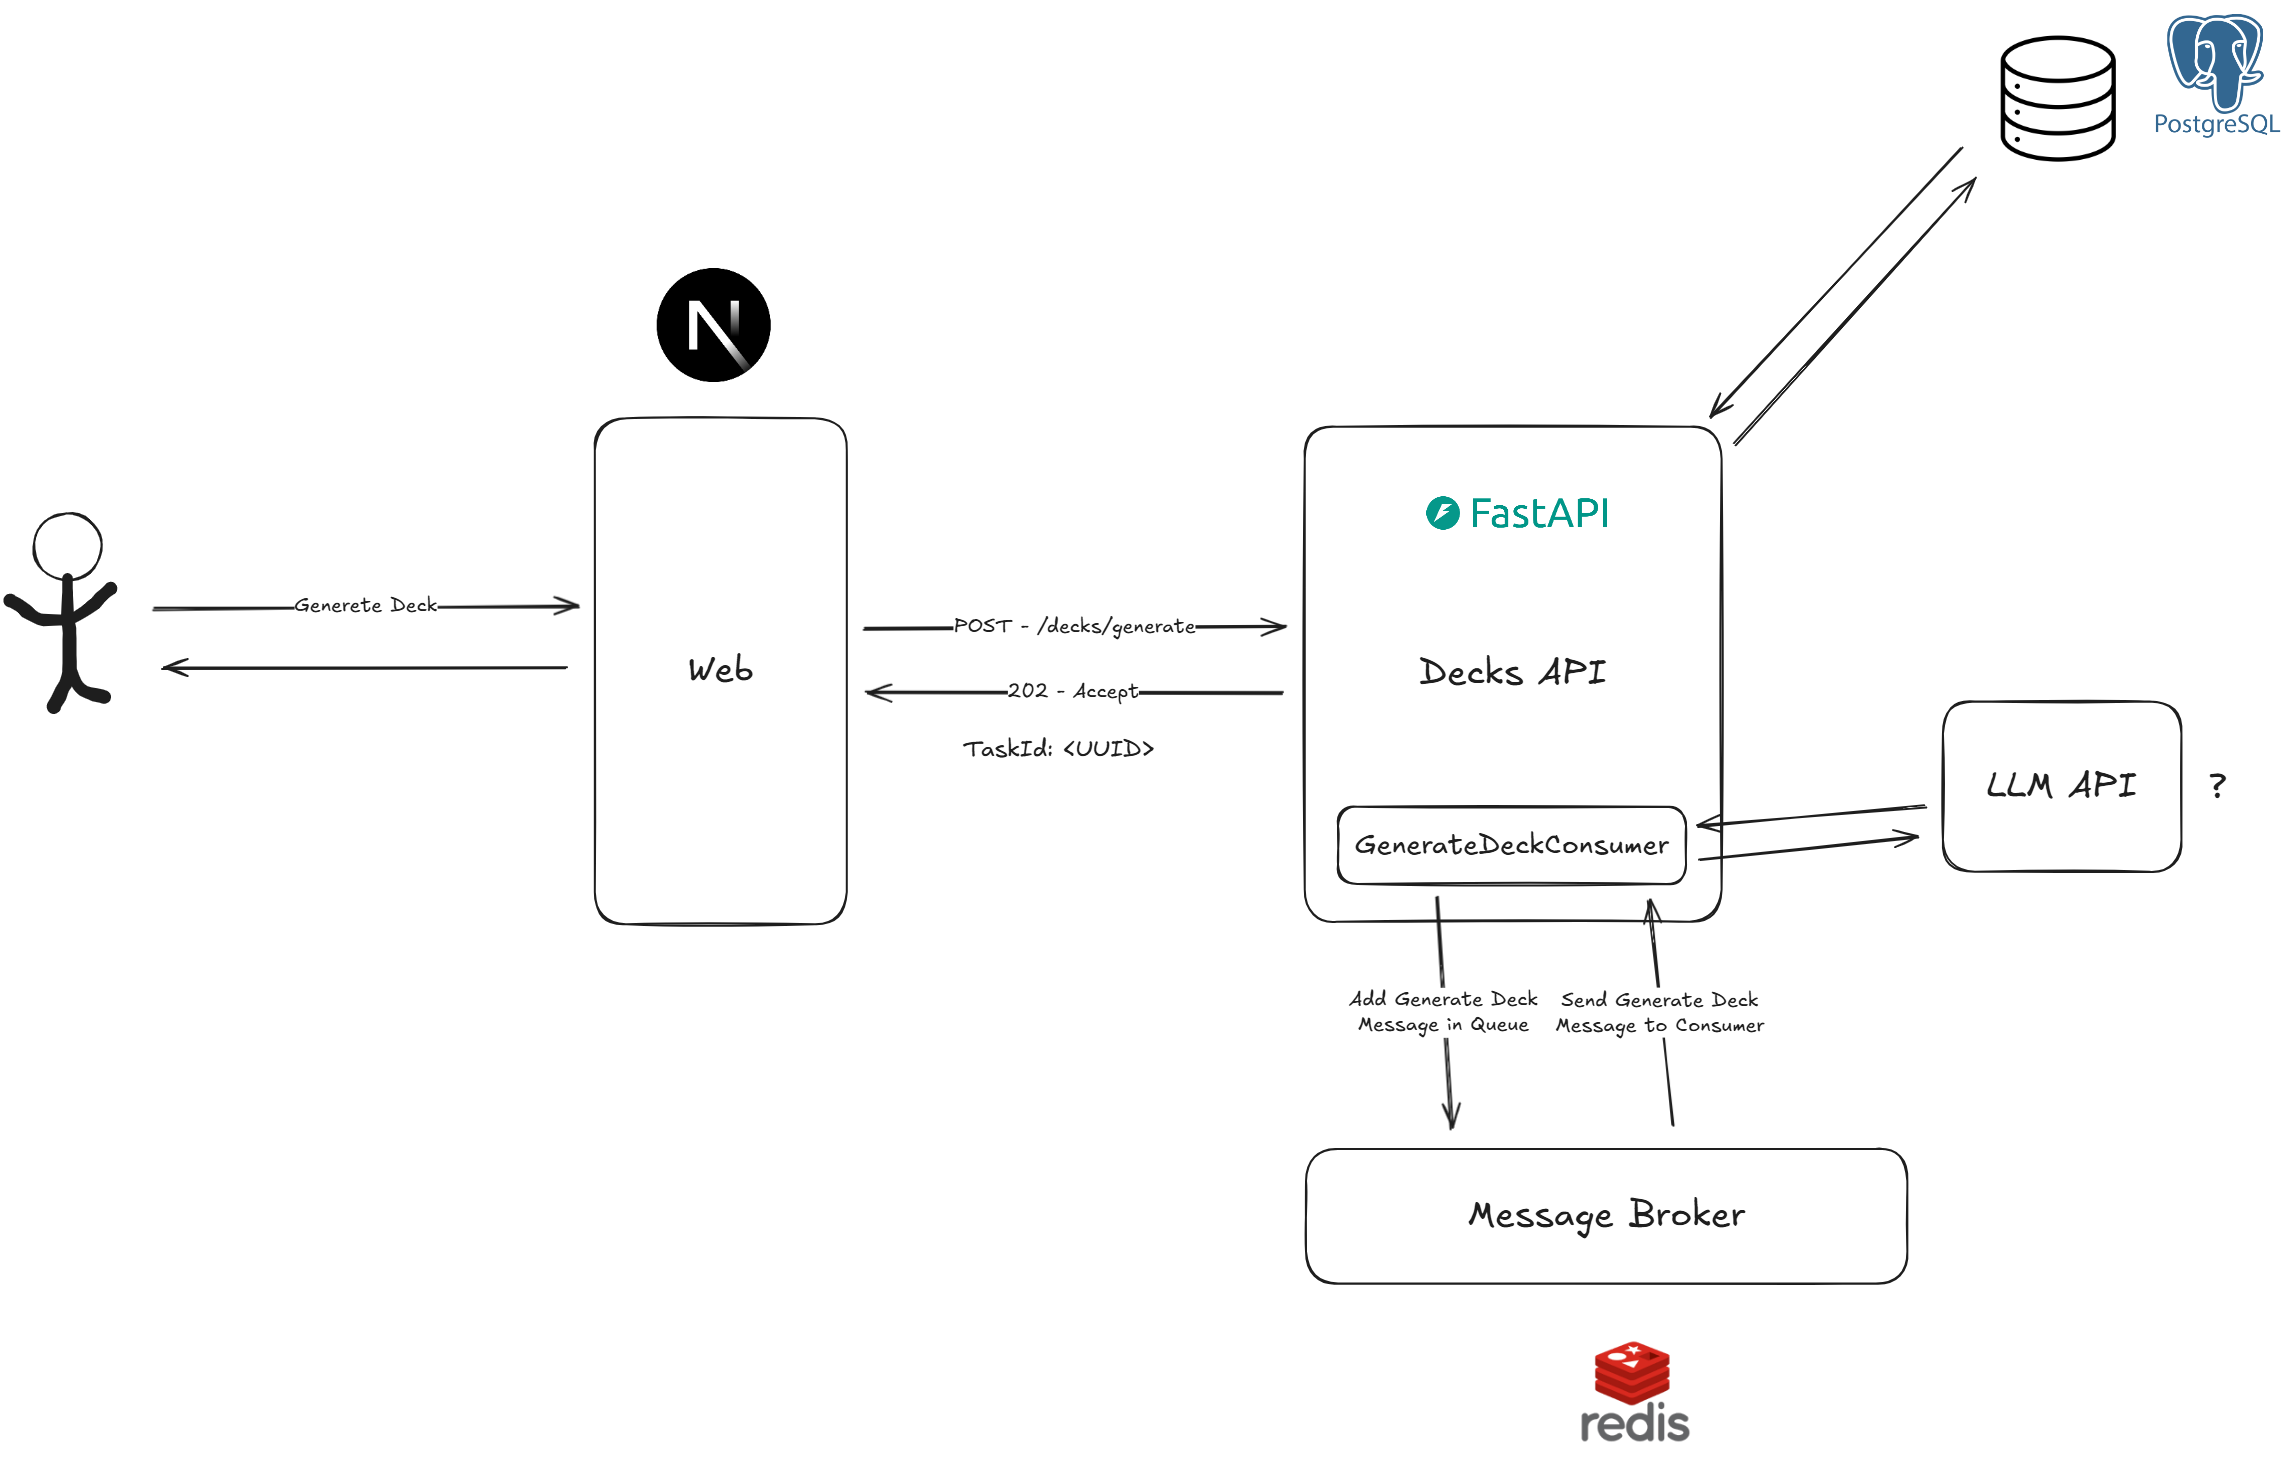 PostgreSQL
N
FastAPI
Generete Deck
POST - /decks/generate
Web
Decks API
202 - Accept
TaskId: <UUID>
LLM API
?
GenerateDeckConsumer
Add Generate Deck
Message in Queue
Send Generate Deck
Message to Consumer
Message Broker
redis